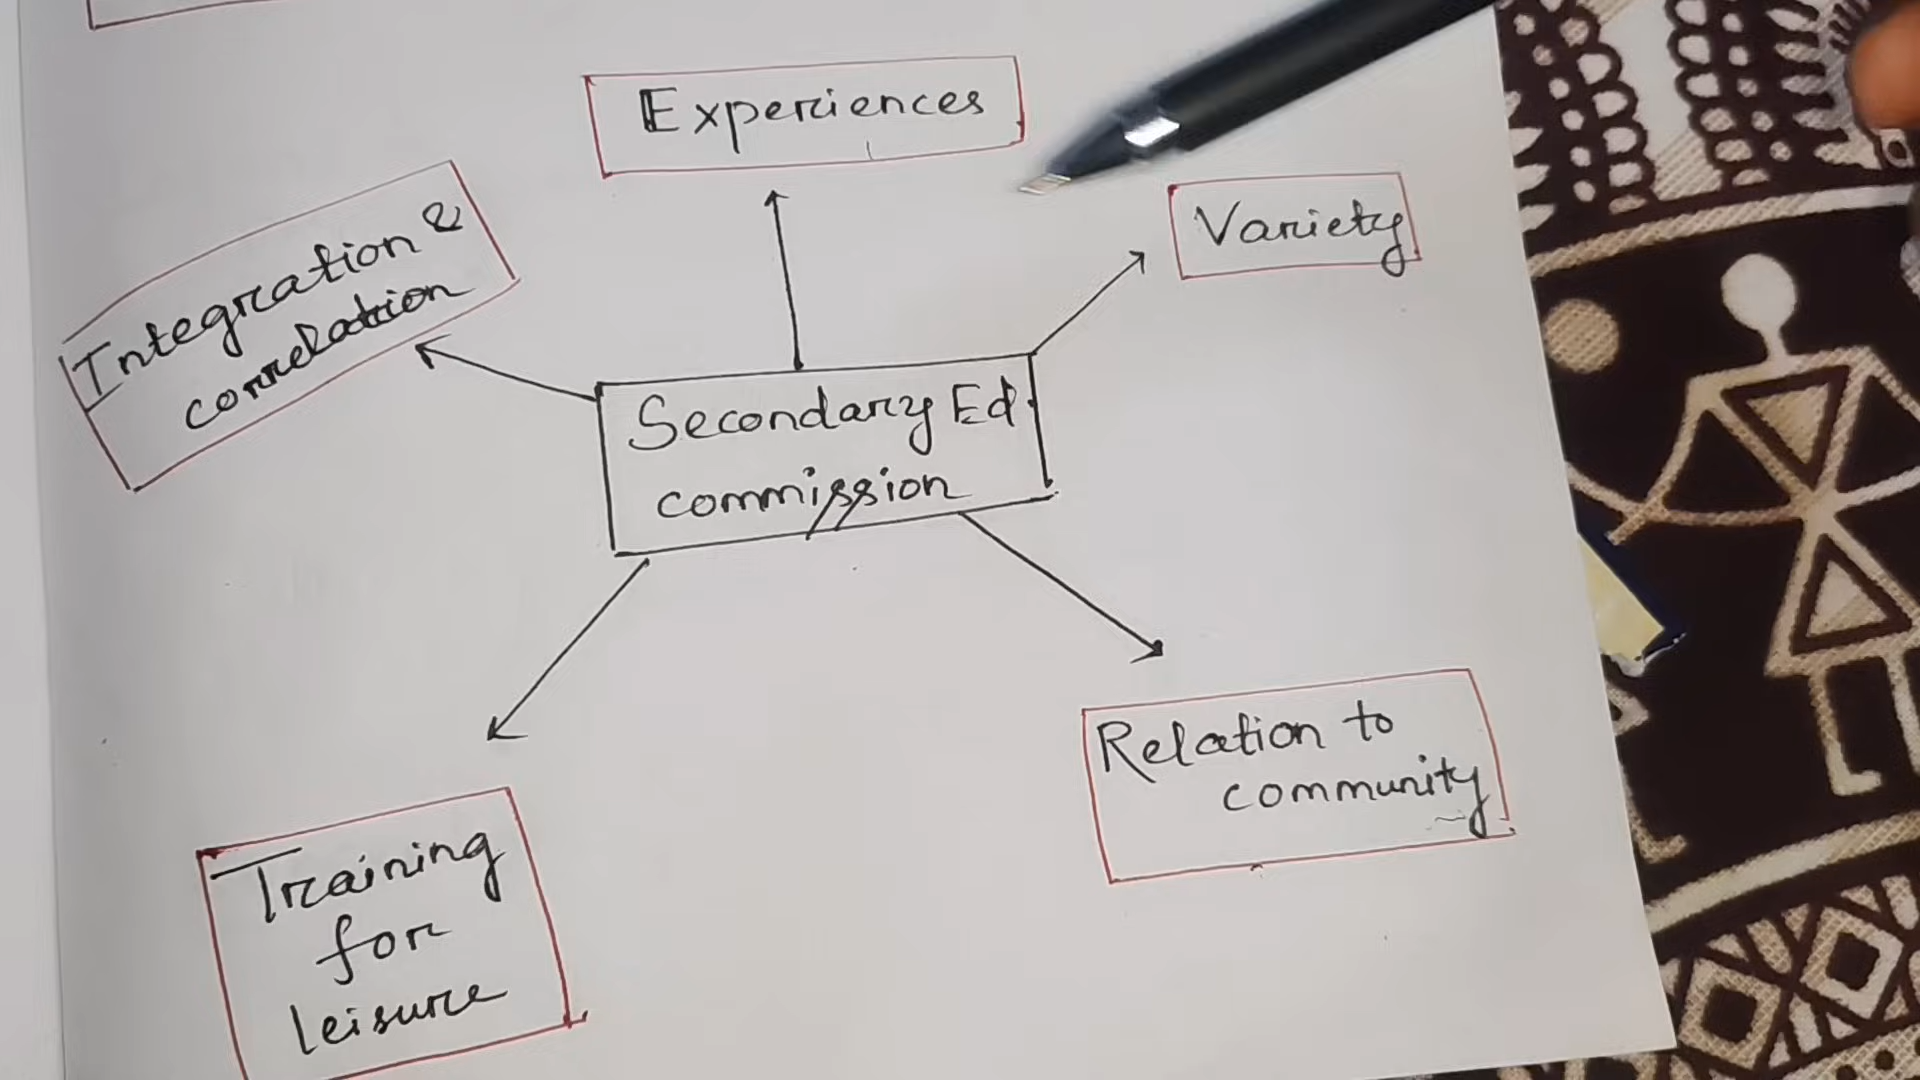 Experiences
Variety
Integration &
correlation
Secondary Ed.
commission
Relation to
community
Training
for
leisure